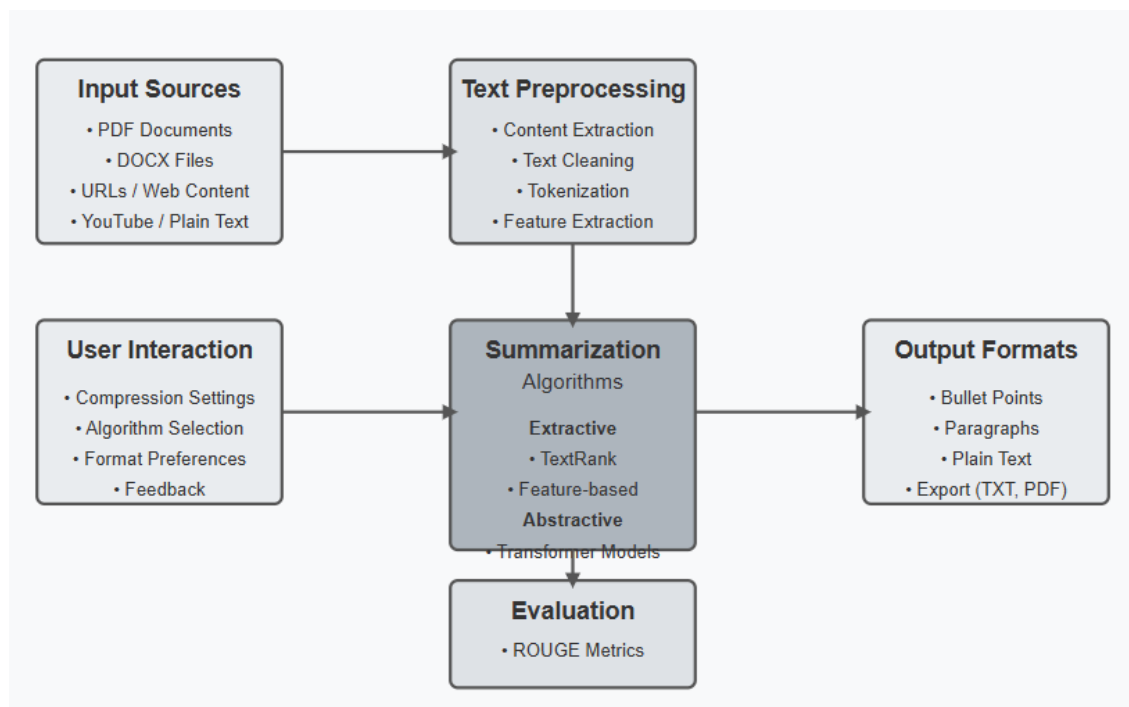 Input Sources
• PDF Documents
• DOCX Files
• URLs / Web Content
• YouTube / Plain Text
Text Preprocessing
• Content Extraction
• Text Cleaning
• Tokenization
• Feature Extraction
User Interaction
• Compression Settings
• Algorithm Selection
• Format Preferences
• Feedback
Summarization
Algorithms
Extractive
• TextRank
• Feature-based
Abstractive
• Transformer Models
Output Formats
• Bullet Points
• Paragraphs
• Plain Text
• Export (TXT, PDF)
Evaluation
• ROUGE Metrics